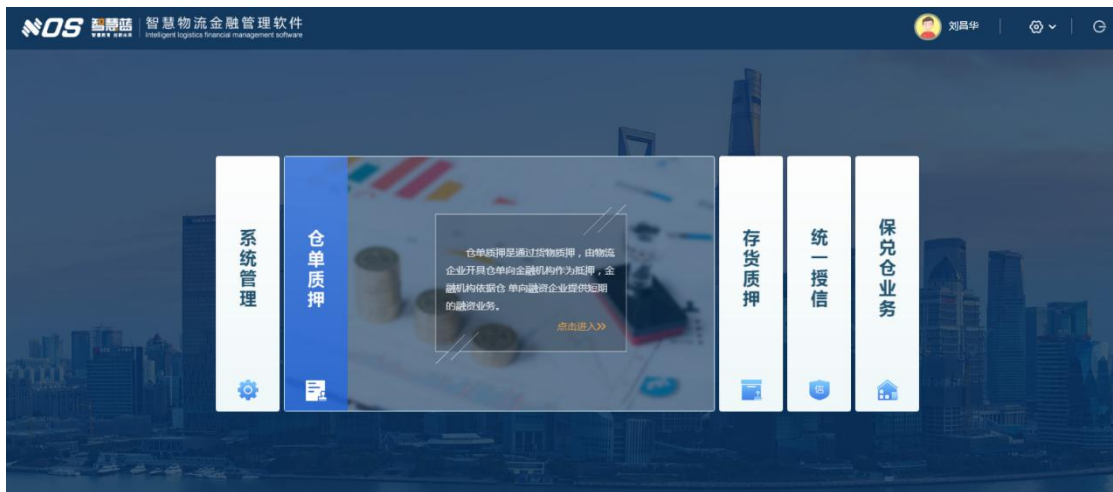 NOS 智慧蓝 智慧物流金融管理软件
Intelligent logistics financial management software
刘昌华
系统管理
仓单质押
仓单质押是通过货物质押，由物流
企业开具仓单向金融机构作为抵押，金
融机构依据仓 单向融资企业提供短期
的融资业务。
点击进入》
存货质押
统一授信
信
保兑仓业务